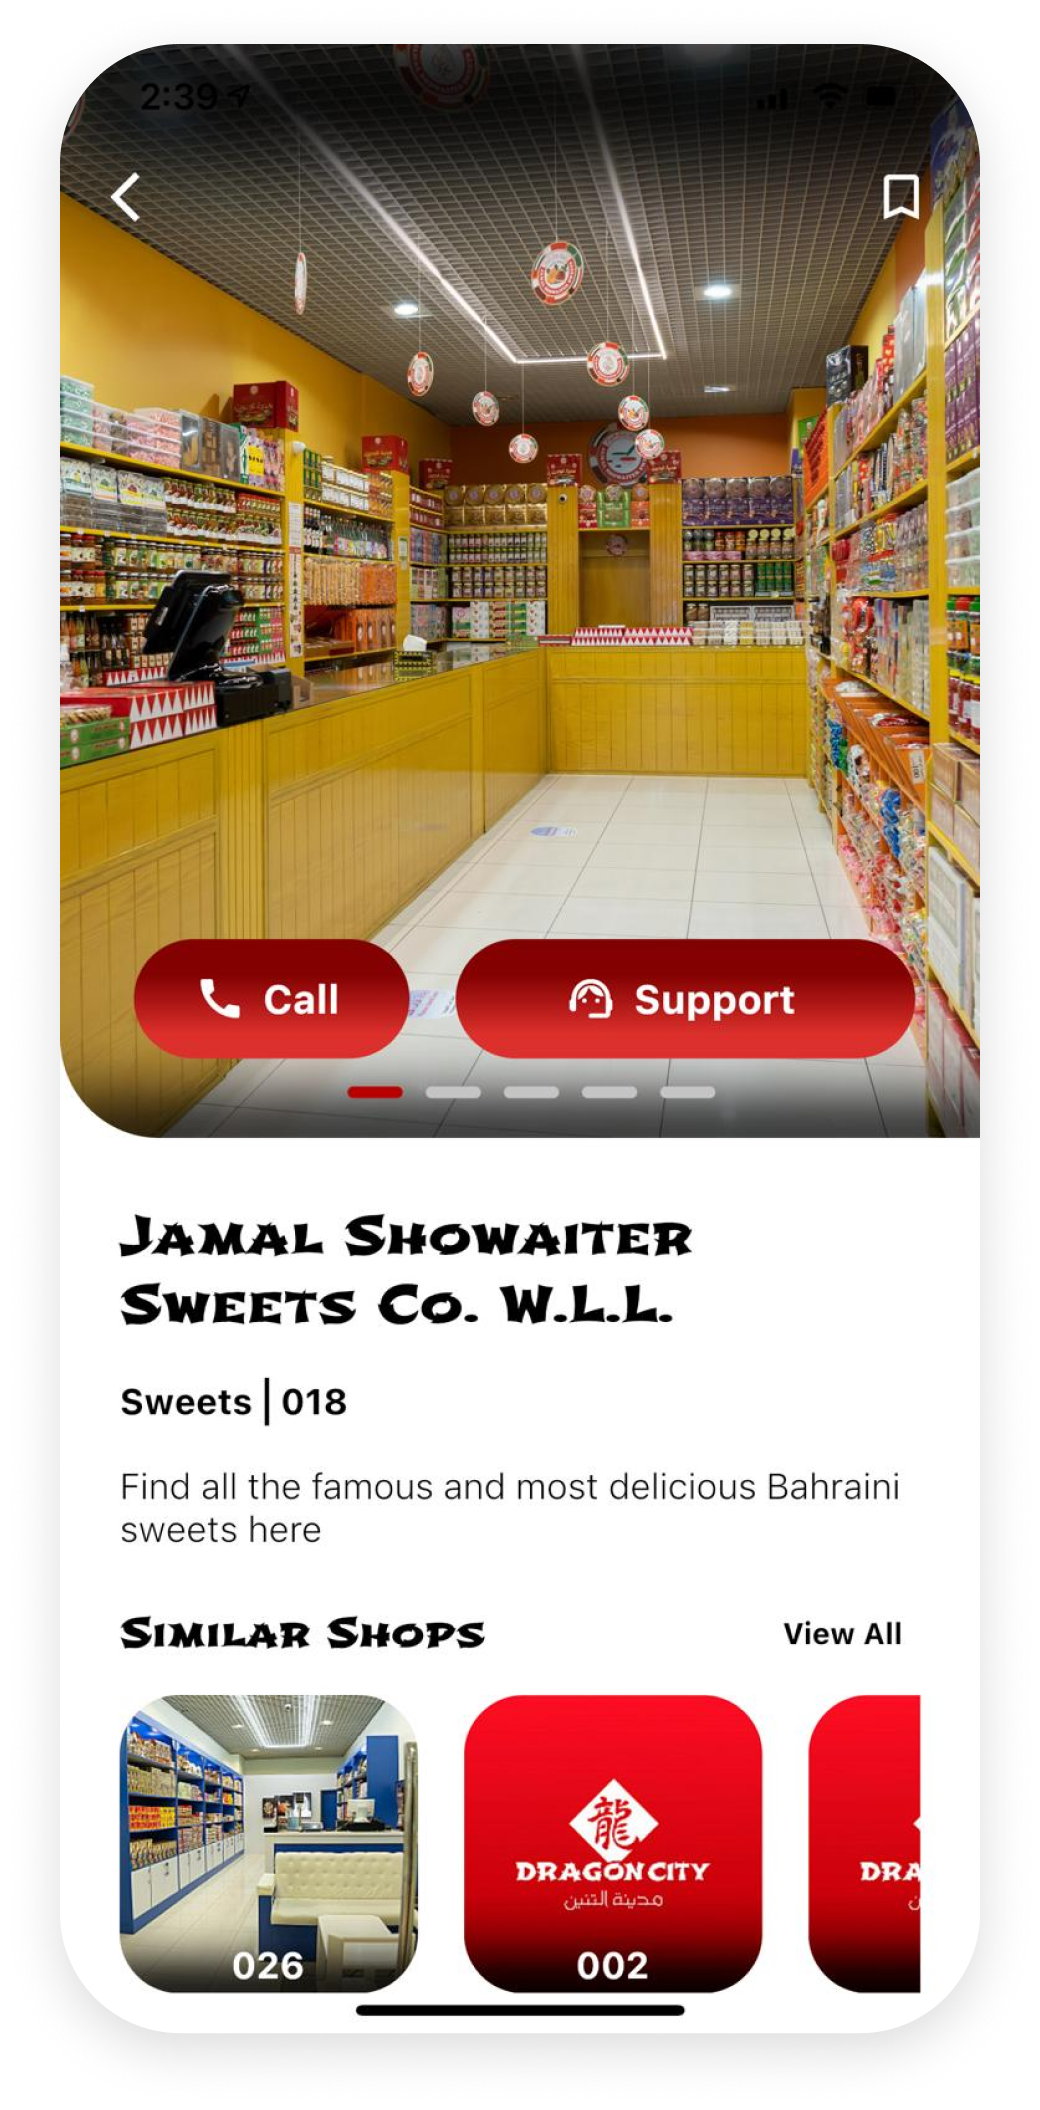 2:39
Call
Support
Jamal Showaiter
Sweets Co. W.L.L.
Sweets | 018
Find all the famous and most delicious Bahraini
sweets here
Similar Shops
View All
龍
DRAGON CITY
مدينة التنين
DRA
026
002